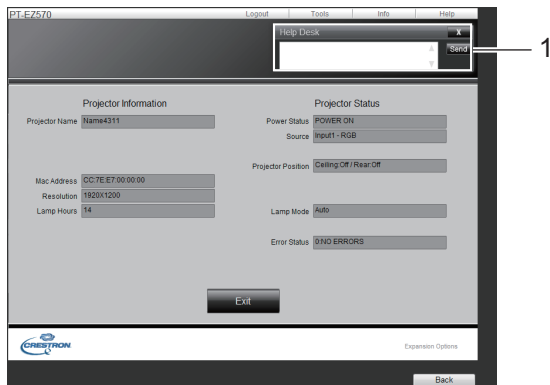 PT-EZ570 Logout Tools Info Help
Help Desk X
Send
1
Projector Information Projector Status
Projector Name Name4311 Power Status POWER ON
Source Input1 - RGB
Projector Position Ceiling:Off / Rear:Off
Mac Address CC:7E:E7:00:00:00
Resolution 1920X1200
Lamp Hours 14 Lamp Mode Auto
Error Status 0:NO ERRORS
Exit
CRESTRON Expansion Options
Back